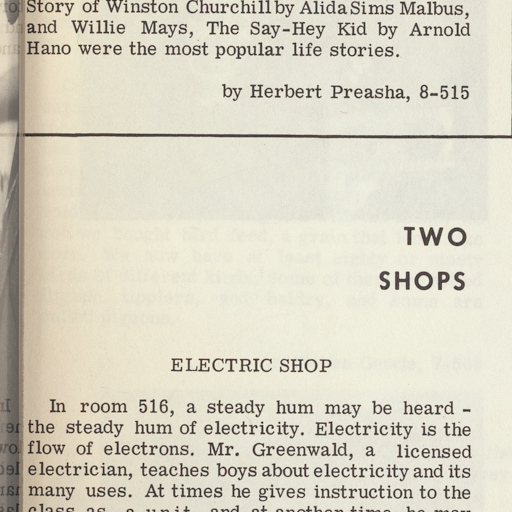 Story of Winston Churchill by Alida Sims Malbus,
and Willie Mays, The Say-Hey Kid by Arnold
Hano were the most popular life stories.
by Herbert Preasha, 8-515
TWO
SHOPS
ELECTRIC SHOP
In room 516, a steady hum may be heard -
the steady hum of electricity. Electricity is the
flow of electrons. Mr. Greenwald, a licensed
electrician, teaches boys about electricity and its
many uses. At times he gives instruction to the
class as a unit, and at another time, he may